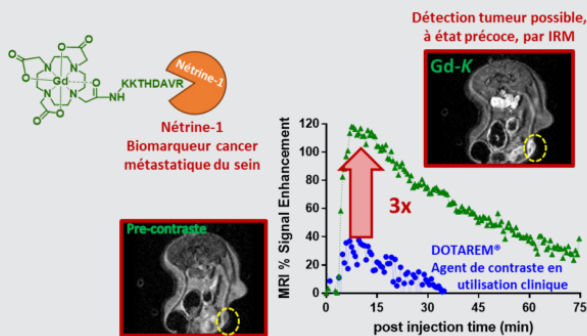 Détection tumeur possible,
à état précoce, par IRM
Gd-K
O
O
O
O
N
N
Gd
N
N
O
O
O
NH
KKTHDAVR
Nétrine-1
Nétrine-1
Biomarqueur cancer
métastatique du sein
Pre-contraste
MRI % Signal Enhancement
120
100
80
60
40
20
0
3x
DOTAREM®
Agent de contraste en
utilisation clinique
0
15
30
45
60
75
post injection time (min)